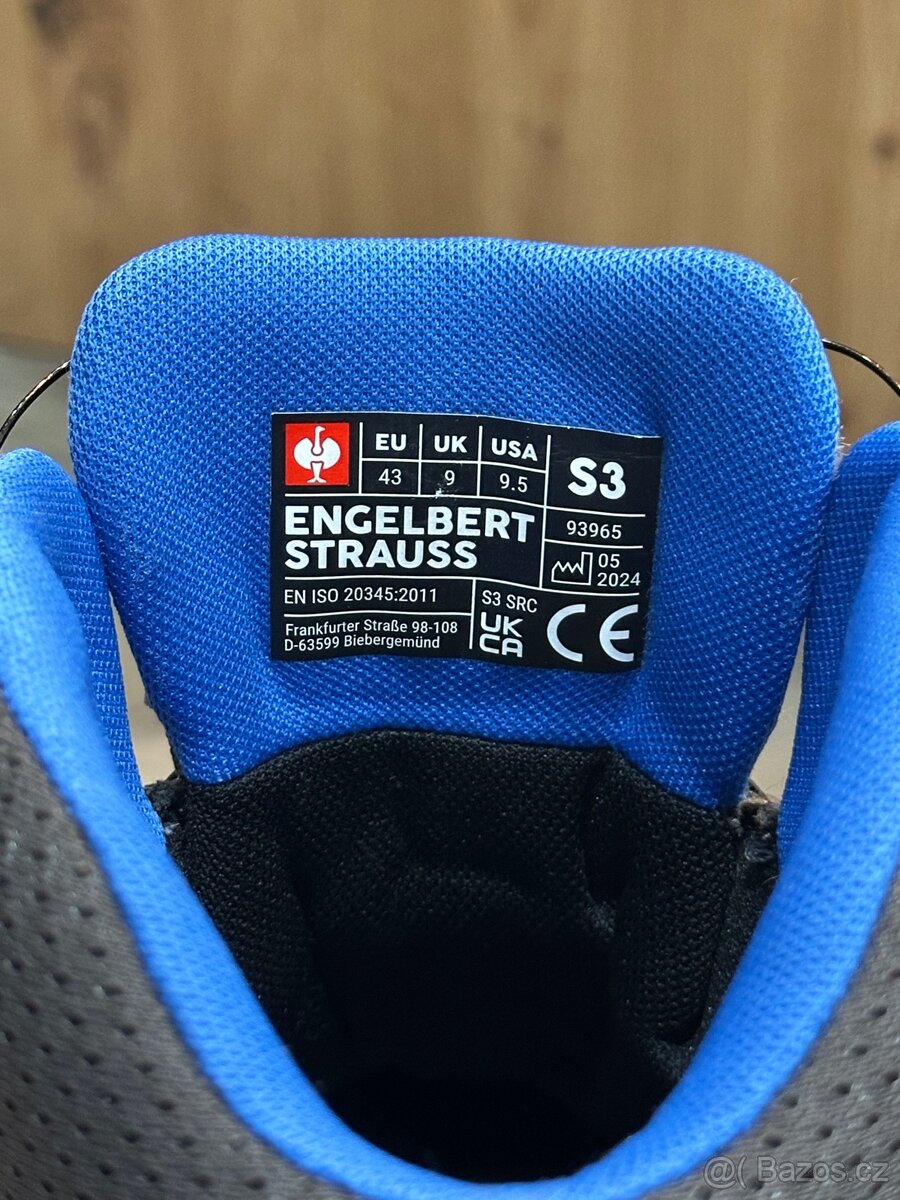 EU UK USA
43 9 9.5
S3
93965
ENGELBERT
STRAUSS
05
2024
EN ISO 20345:2011
S3 SRC
UK
CA
CE
Frankfurter Straße 98-108
D-63599 Biebergemünd
@( Bazos.cz